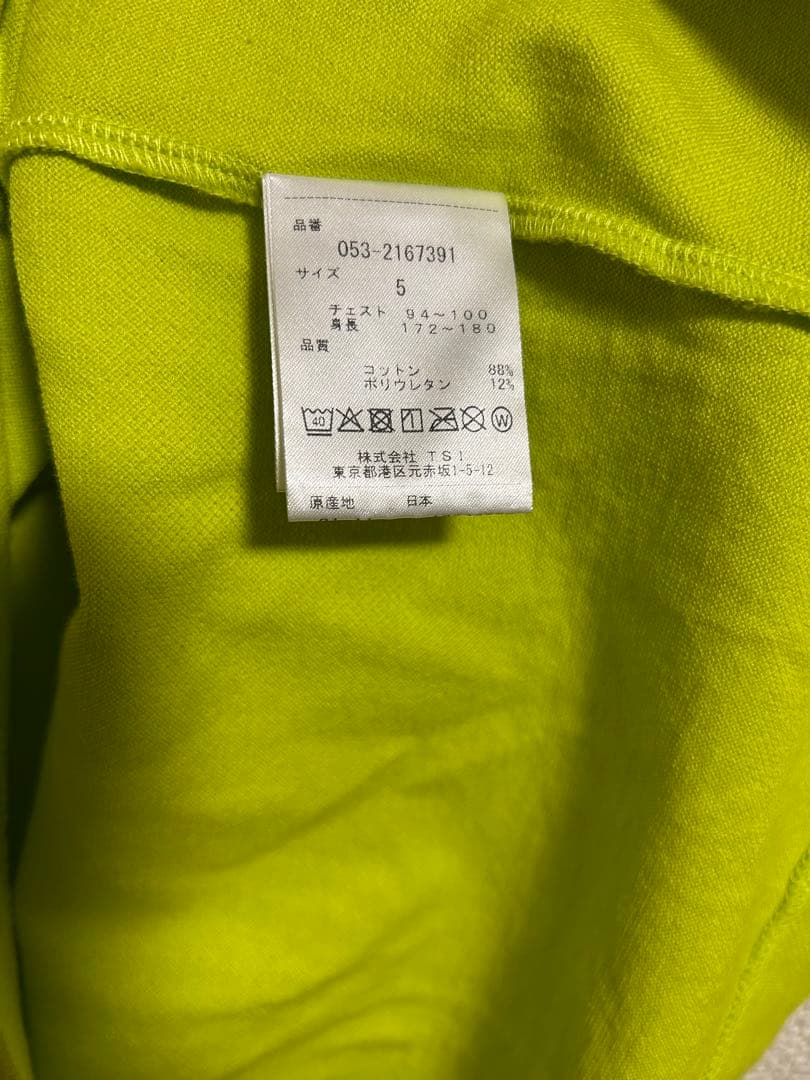 品番
053-2167391
サイズ
5
チェスト 94～100
身長 172～180
品質
コットン 88%
ポリウレタン 12%
40 W
株式会社 TSI
東京都港区元赤坂1-5-12
原産地 日本